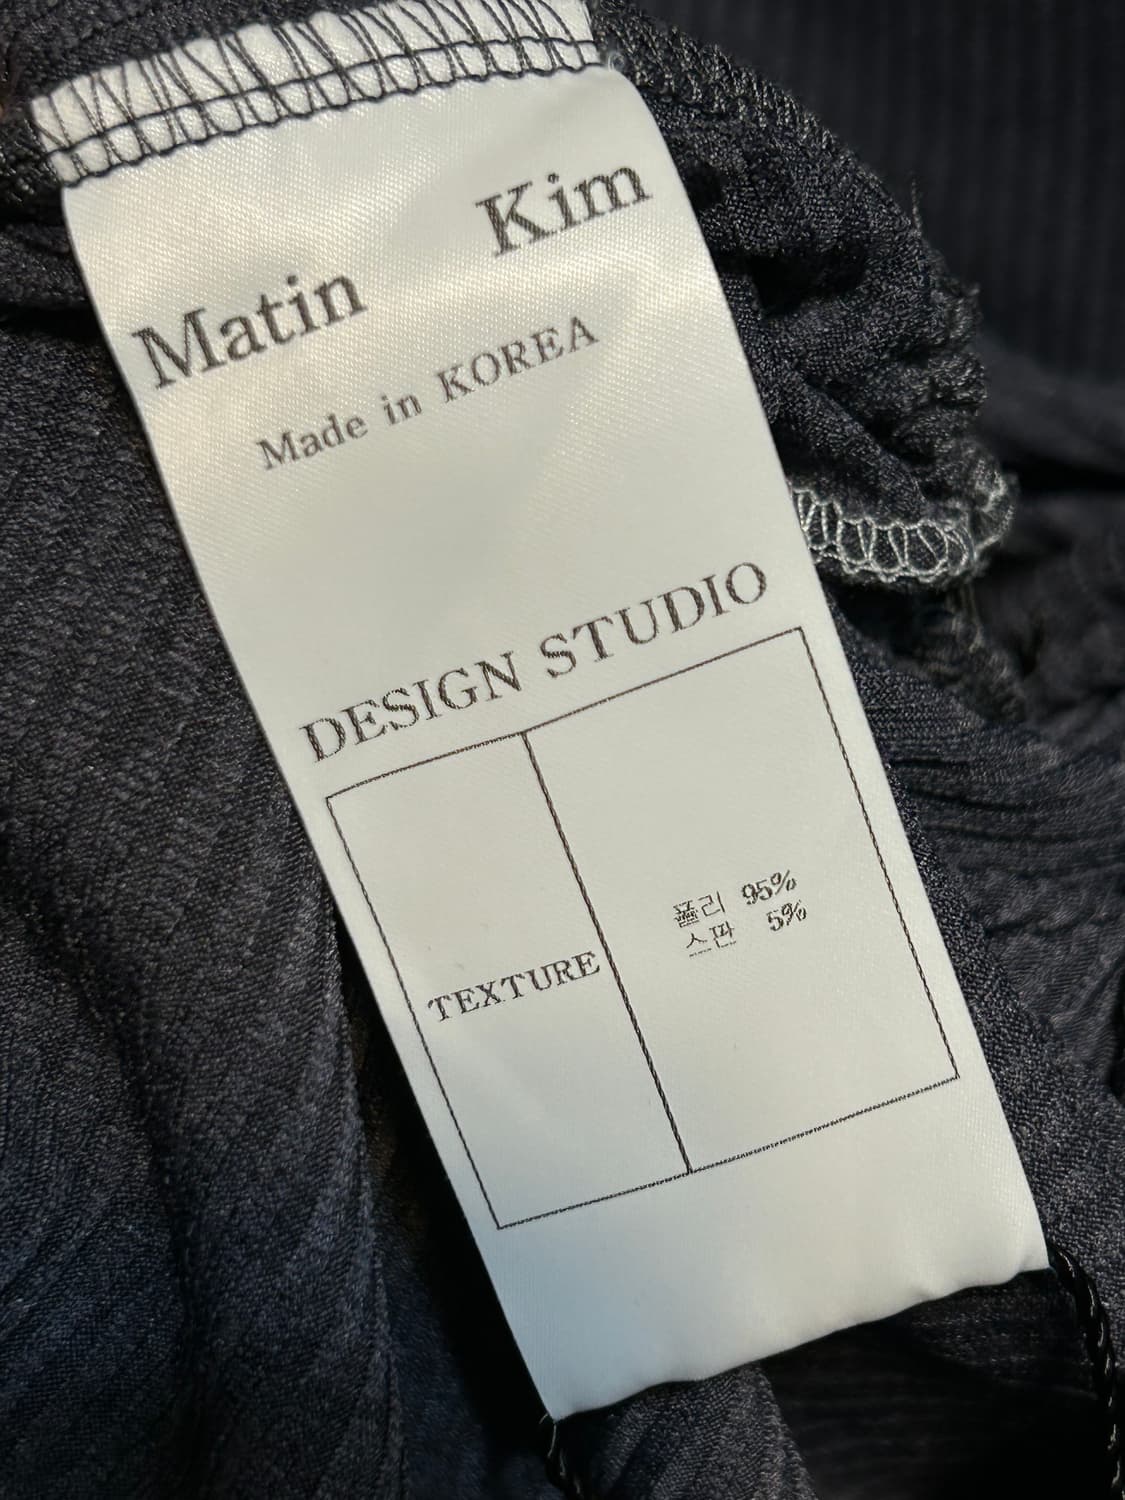 Matin Kim
Made in KOREA
DESIGN STUDIO
TEXTURE
폴리 95%
스판 5%